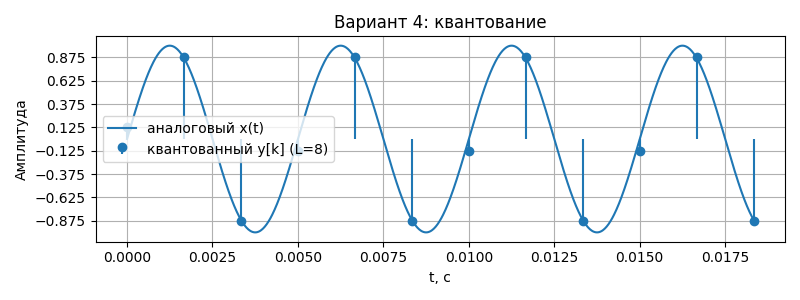 Вариант 4: квантование
Амплитуда
0.875
0.625
0.375
0.125
−0.125
−0.375
−0.625
−0.875
аналоговый x(t)
квантованный y[k] (L=8)
0.0000 0.0025 0.0050 0.0075 0.0100 0.0125 0.0150 0.0175
t, с